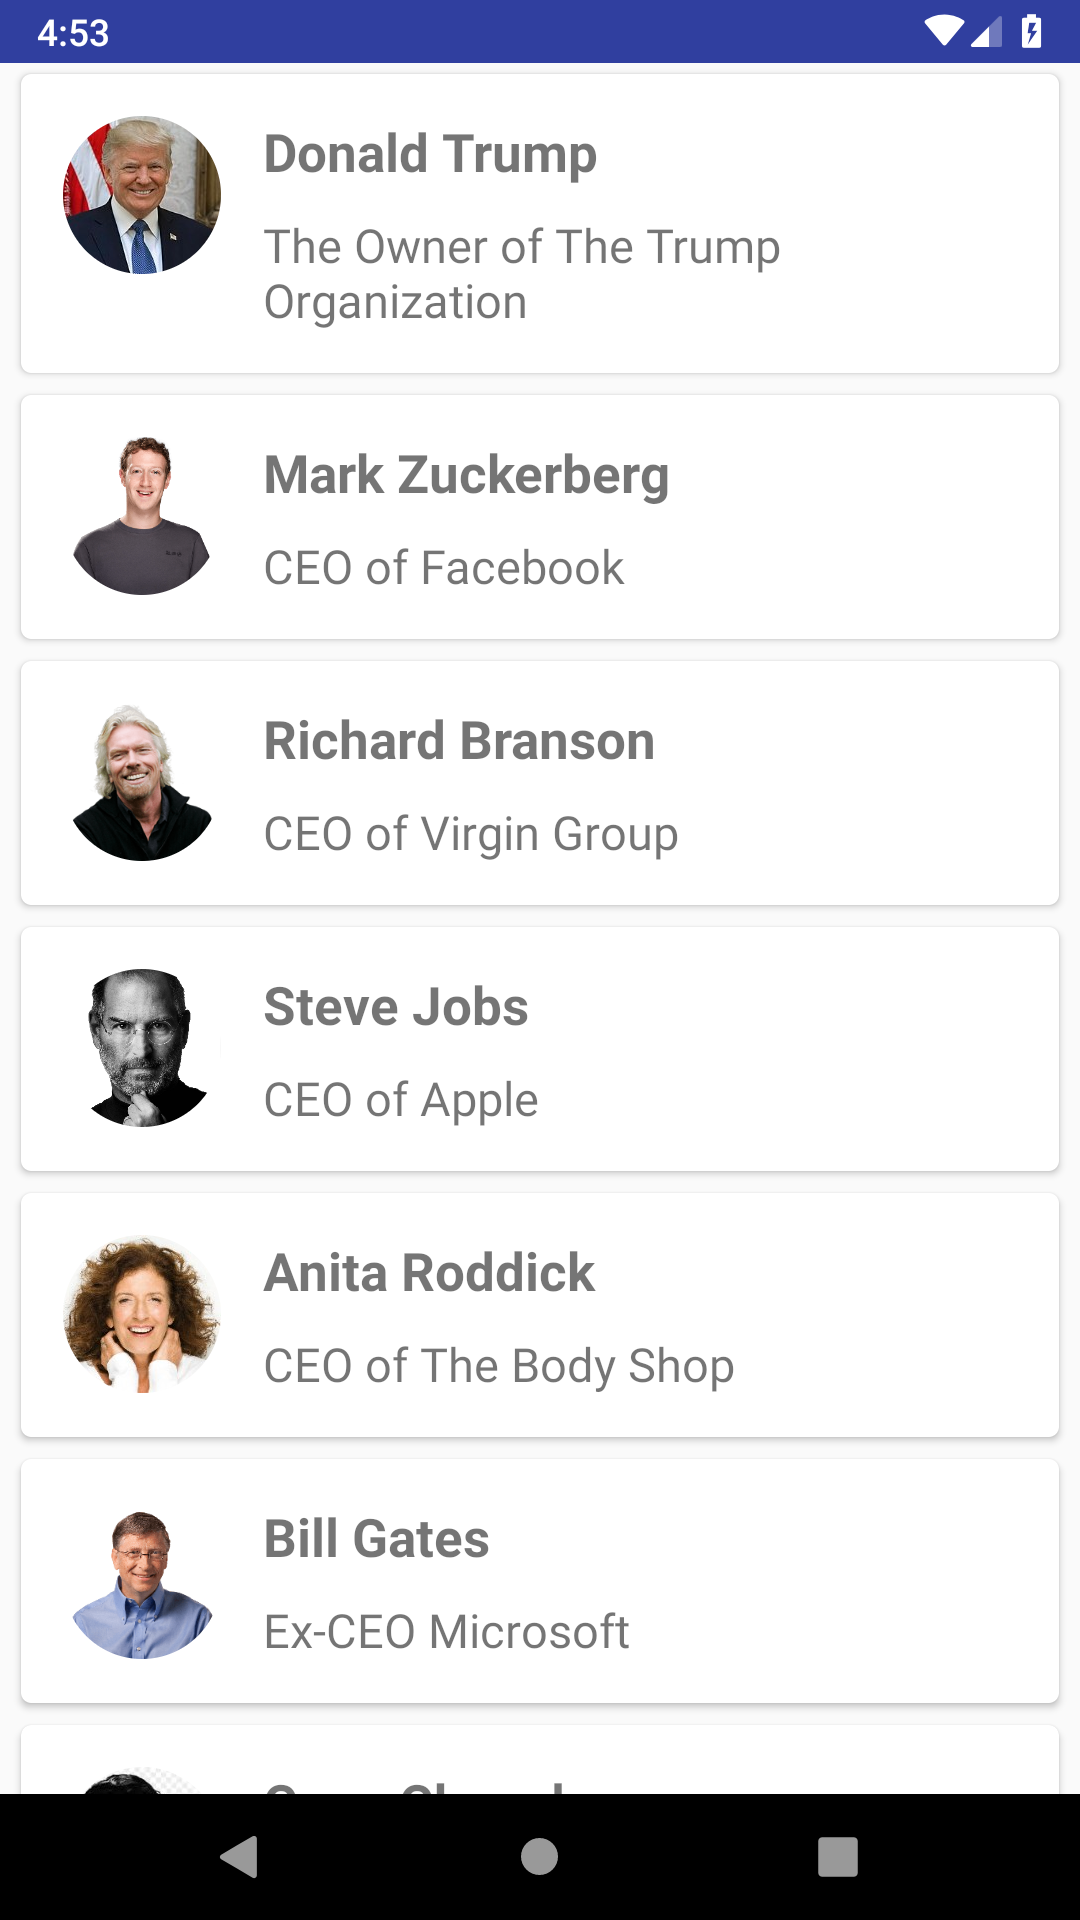 4:53
Donald Trump
The Owner of The Trump
Organization
Mark Zuckerberg
CEO of Facebook
Richard Branson
CEO of Virgin Group
Steve Jobs
CEO of Apple
Anita Roddick
CEO of The Body Shop
Bill Gates
Ex-CEO Microsoft